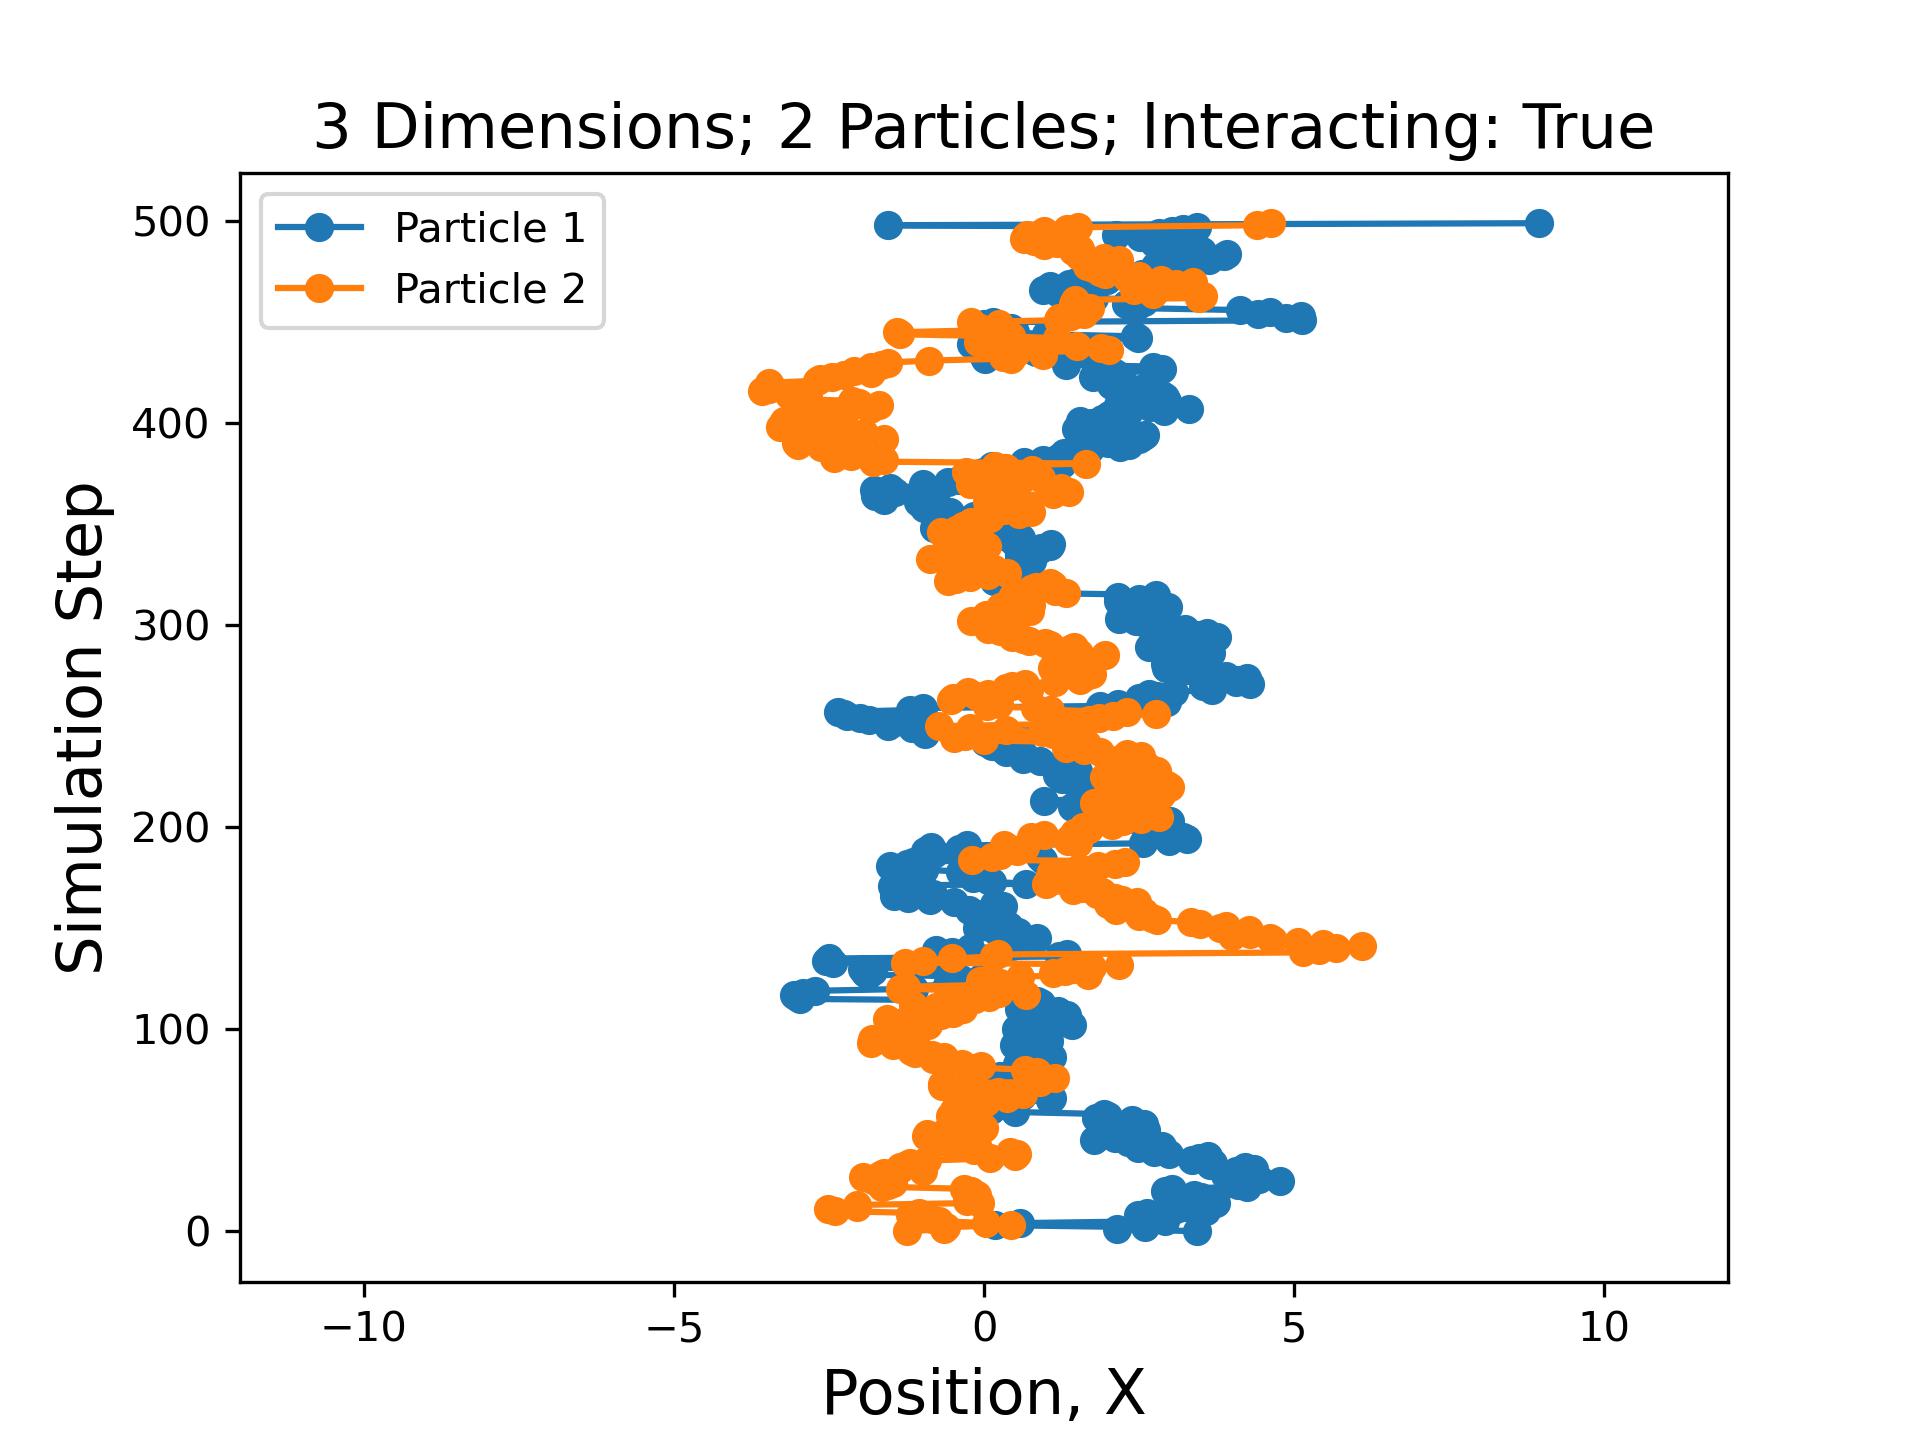 3 Dimensions; 2 Particles; Interacting: True
Particle 1
Particle 2
Simulation Step
500
400
300
200
100
0
−10
−5
0
5
10
Position, X